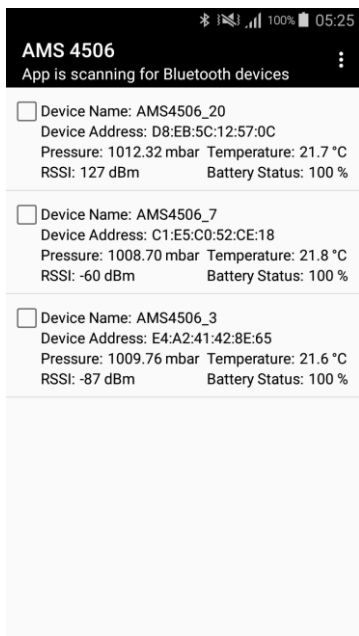 100% 05:25
AMS 4506
App is scanning for Bluetooth devices
Device Name: AMS4506_20
Device Address: D8:EB:5C:12:57:0C
Pressure: 1012.32 mbar Temperature: 21.7 °C
RSSI: 127 dBm Battery Status: 100 %
Device Name: AMS4506_7
Device Address: C1:E5:C0:52:CE:18
Pressure: 1008.70 mbar Temperature: 21.8 °C
RSSI: -60 dBm Battery Status: 100 %
Device Name: AMS4506_3
Device Address: E4:A2:41:42:8E:65
Pressure: 1009.76 mbar Temperature: 21.6 °C
RSSI: -87 dBm Battery Status: 100 %